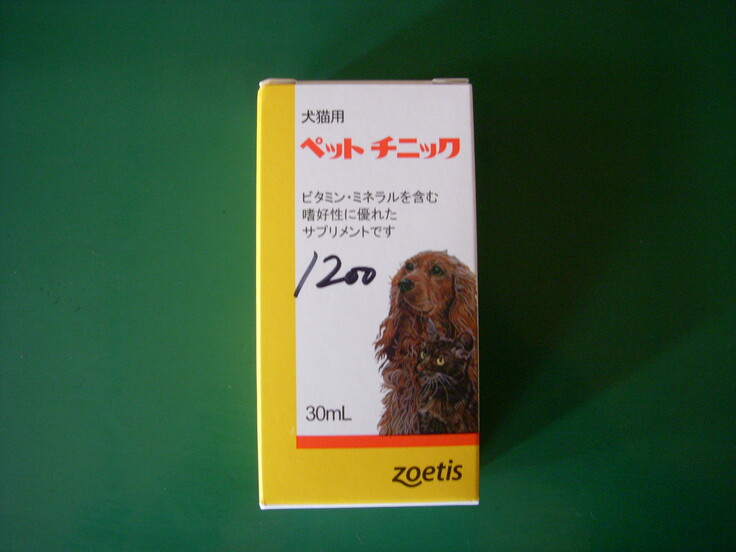 犬猫用
ペット チニック
ビタミン・ミネラルを含む
嗜好性に優れた
サプリメントです
1200
30mL
zoetis